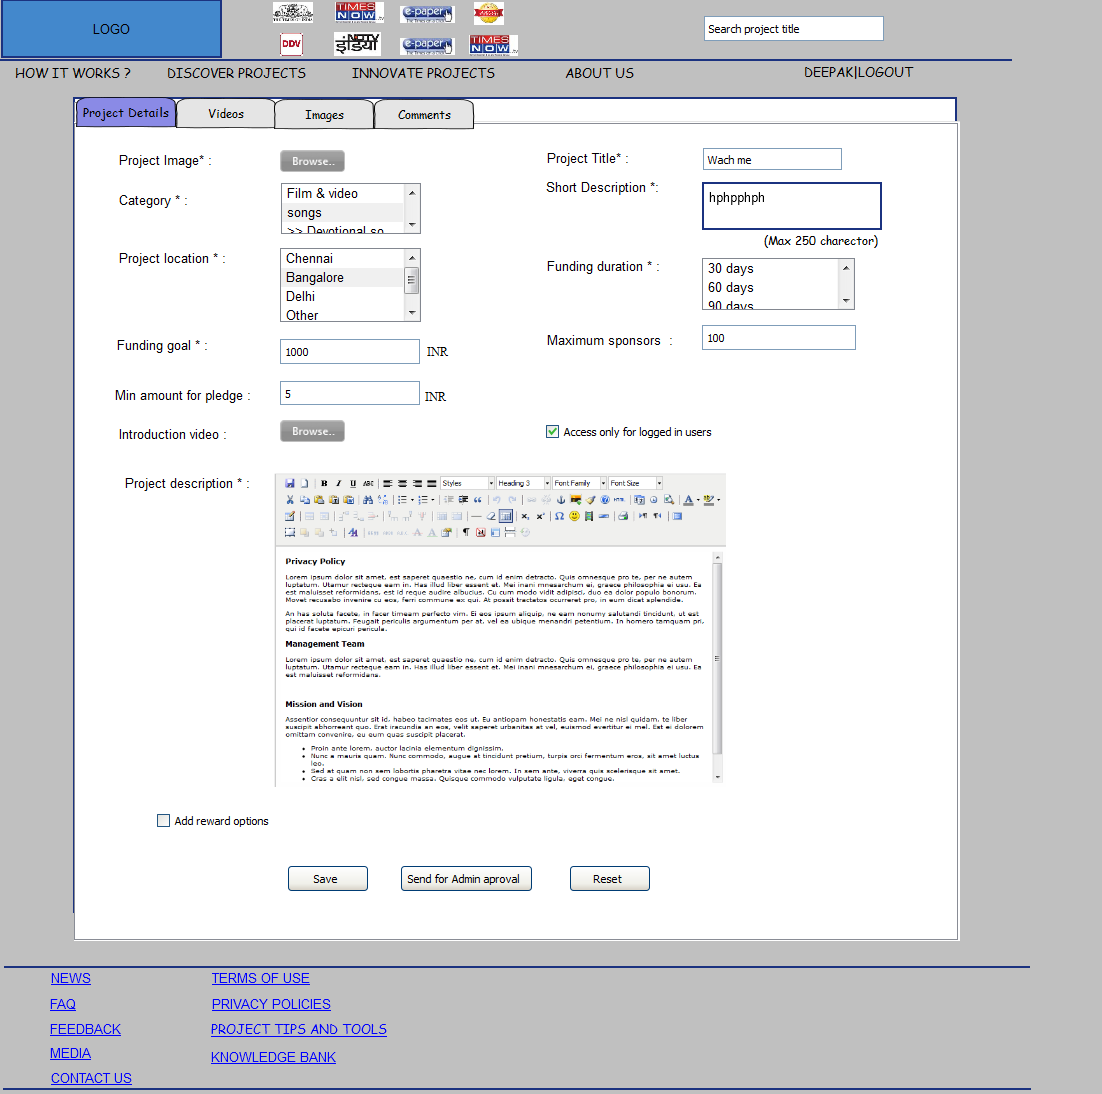 LOGO
THE TIMES OF INDIA
TIMES NOW .tv
e-paper
DDV
NDTV इंडिया
e-paper
TIMES NOW .tv
Search project title
HOW IT WORKS ?
DISCOVER PROJECTS
INNOVATE PROJECTS
ABOUT US
DEEPAK|LOGOUT
Project Details
Videos
Images
Comments
Project Image* :
Browse..
Project Title* :
Wach me
Category * :
Film & video
songs
>> Devotional so
Short Description *:
hphpphph
(Max 250 charector)
Project location * :
Chennai
Bangalore
Delhi
Other
Funding duration * :
30 days
60 days
90 days
Funding goal * :
1000
INR
Maximum sponsors :
100
Min amount for pledge :
5
INR
Introduction video :
Browse..
Access only for logged in users
Project description * :
B I U ABC
Styles
Heading 3
Font Family
Font Size
Privacy Policy
Lorem ipsum dolor sit amet, est saperet quaestio ne, cum id enim detracto. Quis omnesque pro te, per ne autem
luptatum. Utamur recteque eam in. Has illud liber essent et. Mei inani mnesarchum ei, graece philosophia ei usu. Ea
est maluisset reformidans, est id reque audire albucius. Cu cum modo vidit adipisci, duo ea dolor populo bonorum.
Movet recusabo invenire cu eos, ferri commune ex qui. At possit tractatos ocurreret pro, in eum dicat splendide.
An has soluta facete, in facer timeam perfecto vim. Ei eos ipsum aliquip, ne eam nonumy salutandi tincidunt, ut est
placerat luptatum. Feugait periculis argumentum per at, vel ea ubique menandri petentium. In homero tamquam pri,
qui id facete epicuri pericula.
Management Team
Lorem ipsum dolor sit amet, est saperet quaestio ne, cum id enim detracto. Quis omnesque pro te, per ne autem
luptatum. Utamur recteque eam in. Has illud liber essent et. Mei inani mnesarchum ei, graece philosophia ei usu. Ea
est maluisset reformidans.
Mission and Vision
Assentior consequuntur sit id, habeo tacimates eos ut. Eu antiopam honestatis eam. Mei ne nisl quidam, te liber
suscipit abhorreant quo. Erat iracundia an eos, velit saperet urbanitas at vel, euismod evertitur ei mel. Est ei dolorem
omittam convenire, eu eum quas suscipit placerat.
• Proin ante lorem, auctor lacinia elementum dignissim.
• Nunc a mauris quam. Nunc commodo, augue at tincidunt pretium, turpis orci fermentum eros, sit amet luctus
leo.
• Sed at quam non sem lobortis pharetra vitae nec lorem. In sem ante, viverra quis scelerisque sit amet.
• Cras a elit nisl, sed congue massa. Quisque commodo vulputate ligula, eget congue.
Add reward options
Save
Send for Admin aproval
Reset
NEWS
TERMS OF USE
FAQ
PRIVACY POLICIES
FEEDBACK
PROJECT TIPS AND TOOLS
MEDIA
KNOWLEDGE BANK
CONTACT US